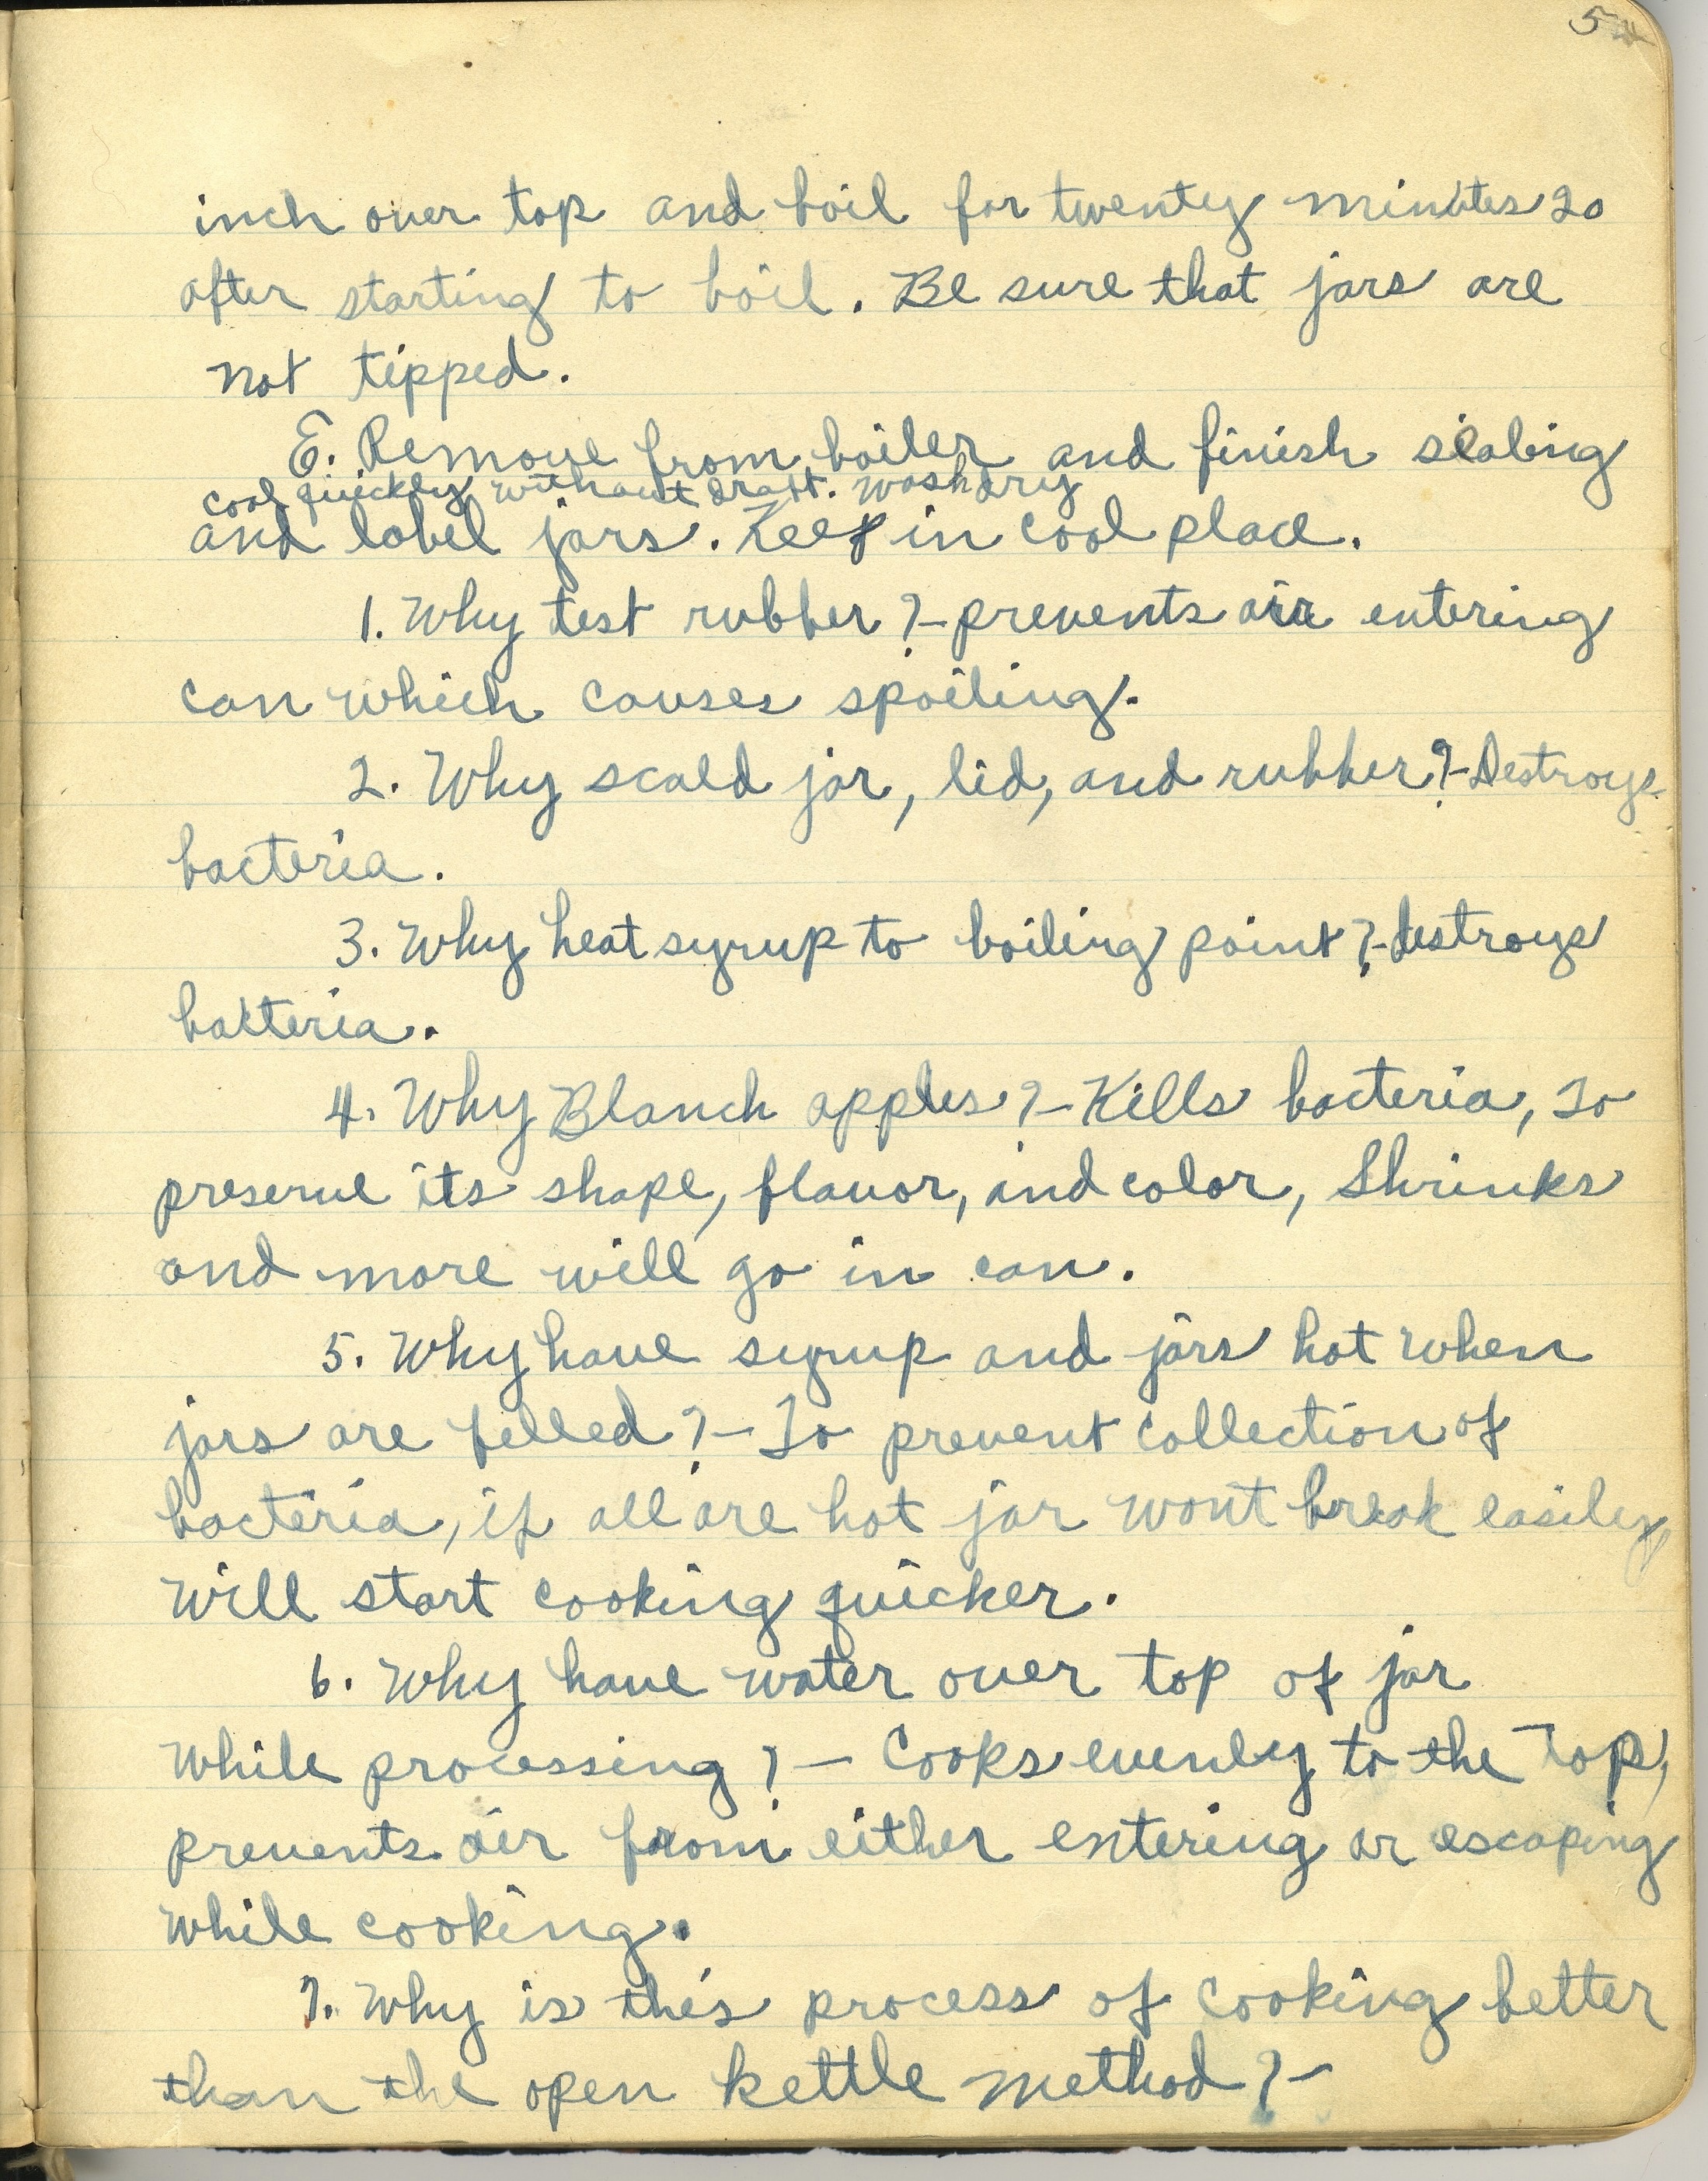 5
inch over top and boil for twenty minutes 20
after starting to boil. Be sure that jars are
not tipped.
E. Remove from boiler and finish sealing
cool quickly without draft. wash dry
and label jars. Keep in cool place.
1. Why test rubber?- prevents air entering
can which causes spoiling.
2. Why scald jar, lid, and rubber?- Destroys
bacteria.
3. Why heat syrup to boiling point?- destroys
bacteria.
4. Why Blanch apples?- Kills bacteria, To
preserve its shape, flavor, and color, Shrinks
and more will go in can.
5. Why have syrup and jars hot when
jars are filled?- To prevent collection of
bacteria, if all are hot jar wont break easily,
will start cooking quicker.
6. Why have water over top of jar
while processing?- Cooks evenly to the top,
prevents air from either entering or escaping
while cooking.
7. Why is this process of cooking better
than the open kettle method?-